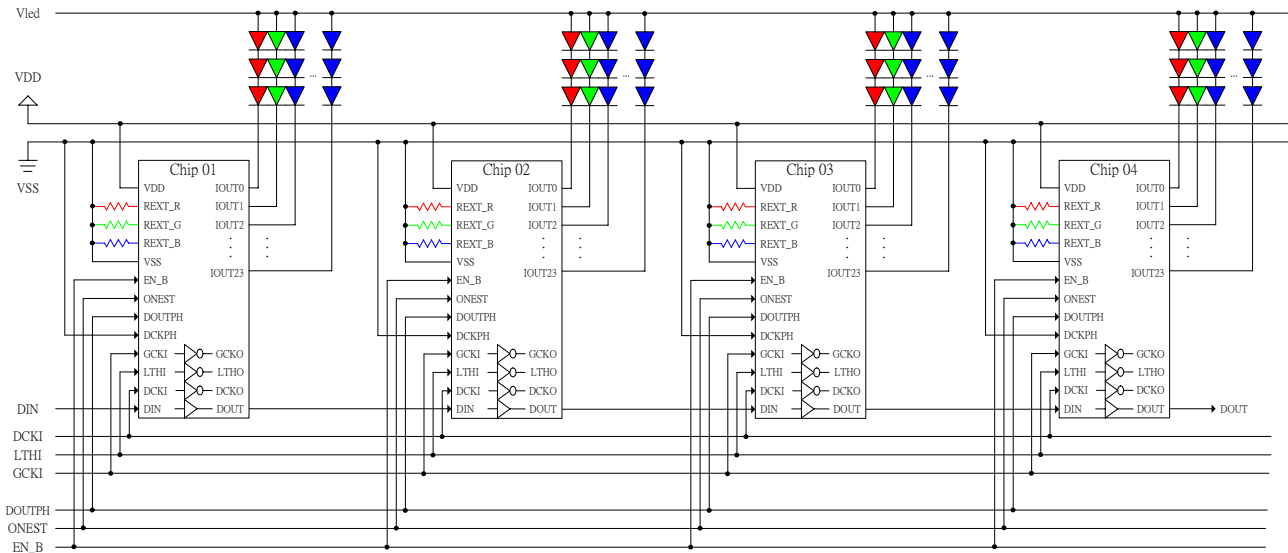 Vled
VDD
VSS
Chip 01
VDD IOUT0
REXT_R IOUT1
REXT_G IOUT2
REXT_B
VSS
IOUT23
EN_B
ONEST
DOUTPH
DCKPH
GCKI GCKO
LTHI LTHO
DCKI DCKO
DIN DOUT
Chip 02
VDD IOUT0
REXT_R IOUT1
REXT_G IOUT2
REXT_B
VSS
IOUT23
EN_B
ONEST
DOUTPH
DCKPH
GCKI GCKO
LTHI LTHO
DCKI DCKO
DIN DOUT
Chip 03
VDD IOUT0
REXT_R IOUT1
REXT_G IOUT2
REXT_B
VSS
IOUT23
EN_B
ONEST
DOUTPH
DCKPH
GCKI GCKO
LTHI LTHO
DCKI DCKO
DIN DOUT
Chip 04
VDD IOUT0
REXT_R IOUT1
REXT_G IOUT2
REXT_B
VSS
IOUT23
EN_B
ONEST
DOUTPH
DCKPH
GCKI GCKO
LTHI LTHO
DCKI DCKO
DIN DOUT
DOUT
DIN
DCKI
LTHI
GCKI
DOUTPH
ONEST
EN_B